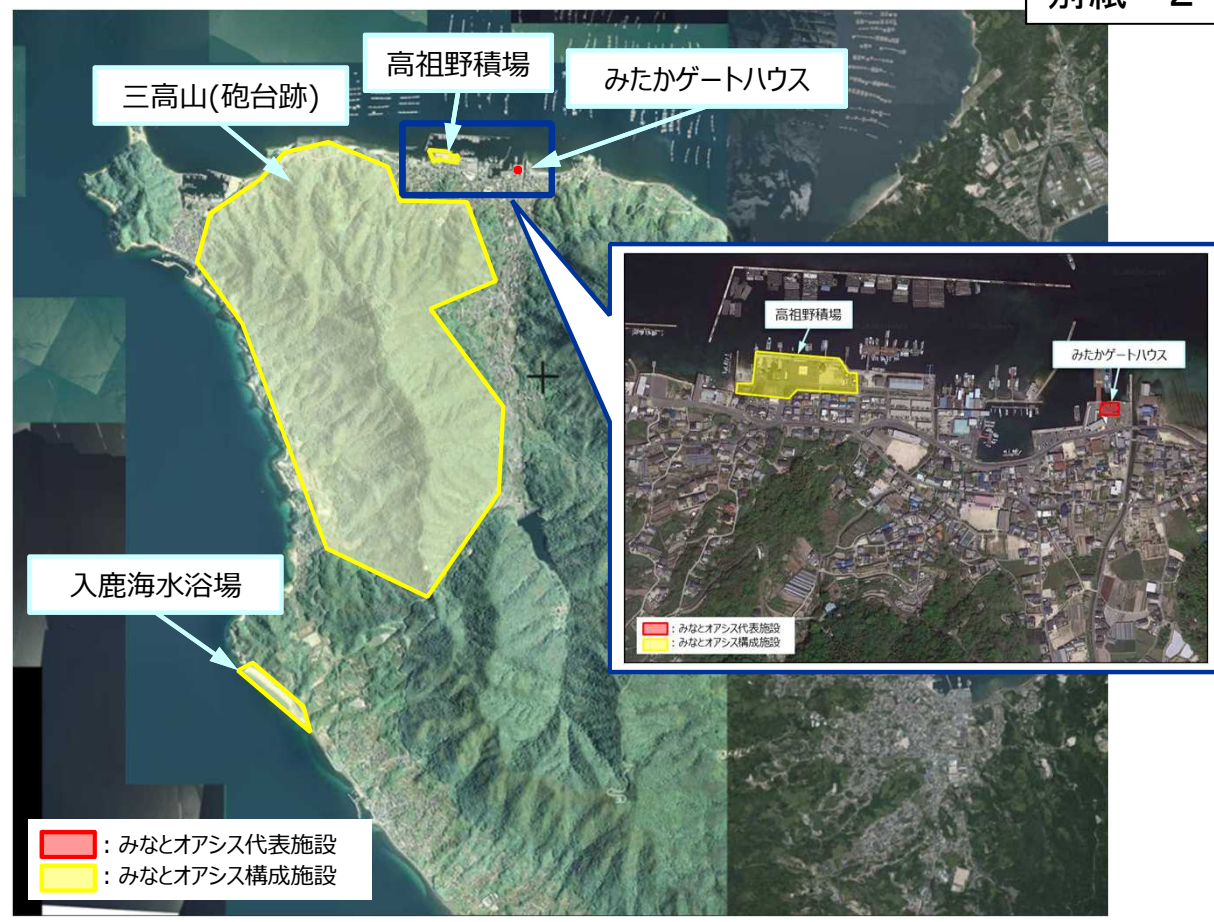 別紙 2
高祖野積場
みたかゲートハウス
三高山(砲台跡)
高祖野積場
みたかゲートハウス
: みなとオアシス代表施設
: みなとオアシス構成施設
入鹿海水浴場
: みなとオアシス代表施設
: みなとオアシス構成施設